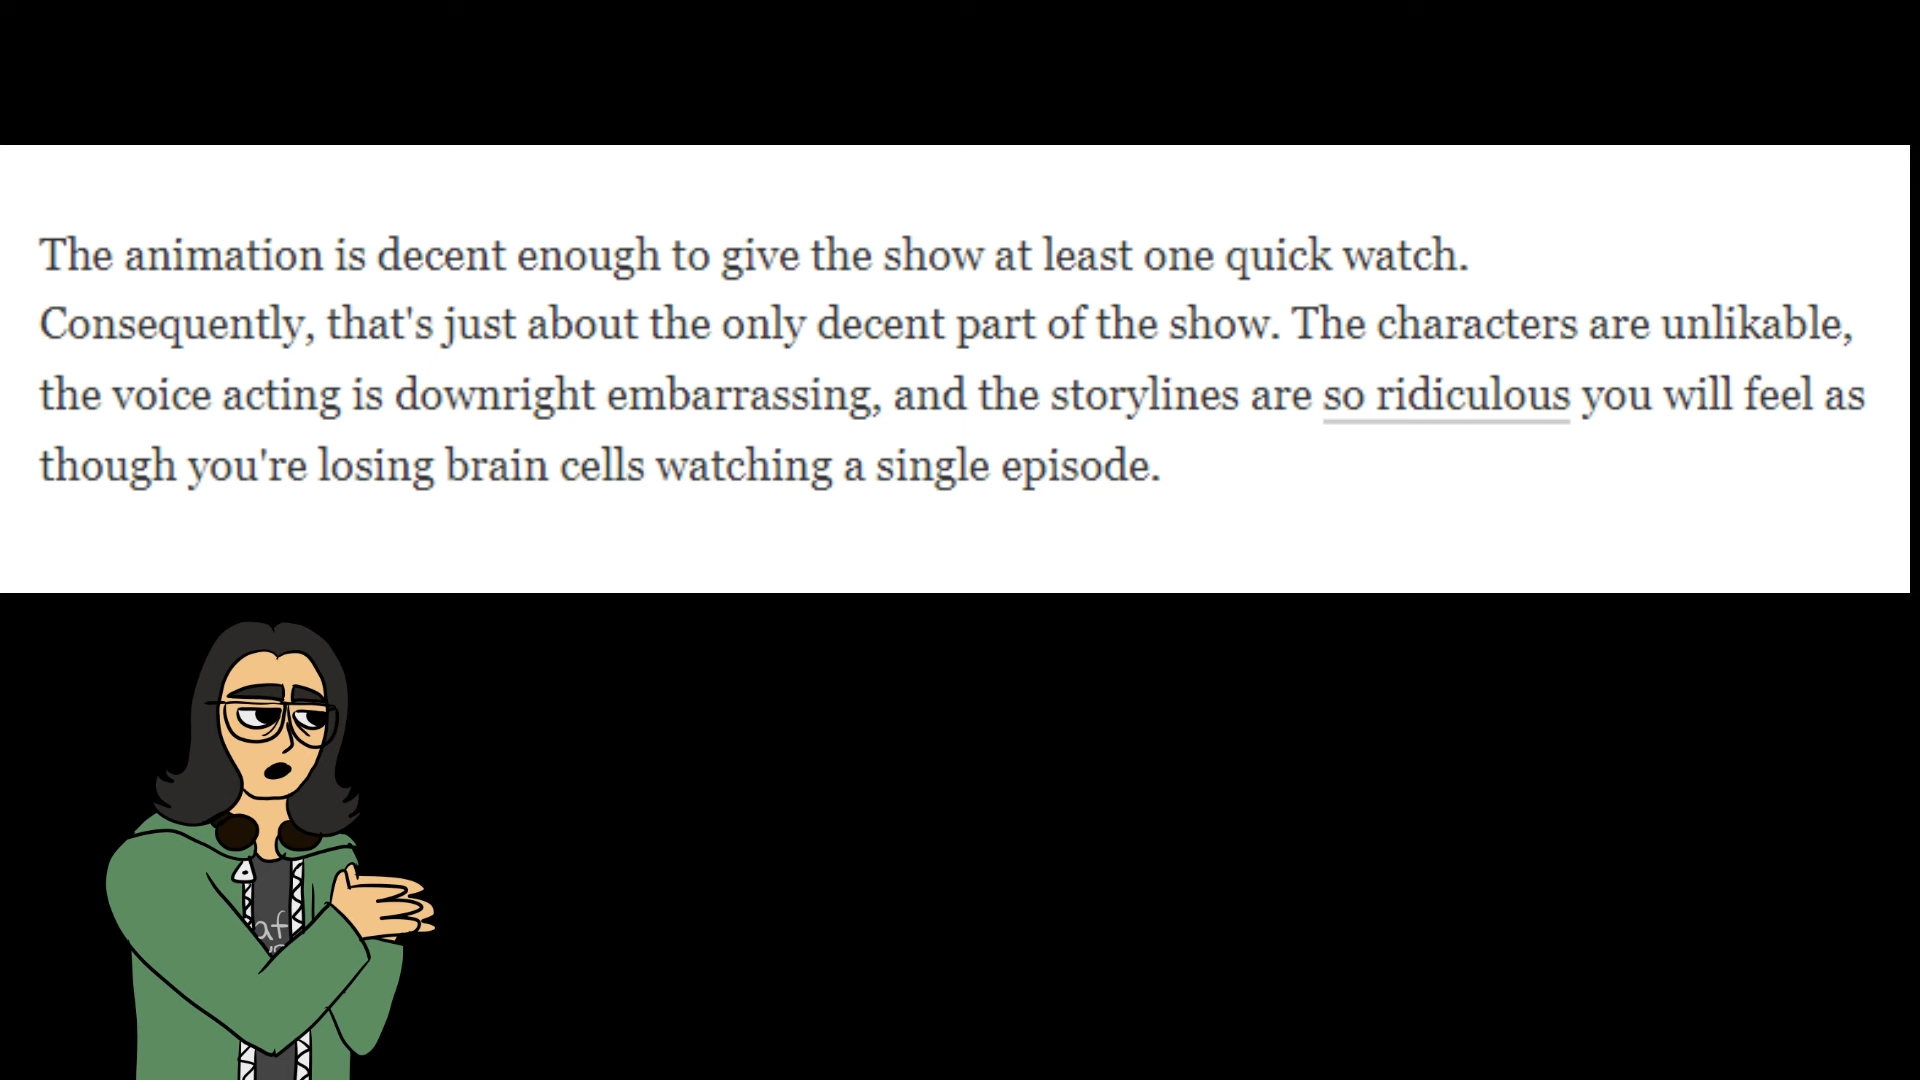 The animation is decent enough to give the show at least one quick watch.
Consequently, that's just about the only decent part of the show. The characters are unlikable,
the voice acting is downright embarrassing, and the storylines are so ridiculous you will feel as
though you're losing brain cells watching a single episode.
af